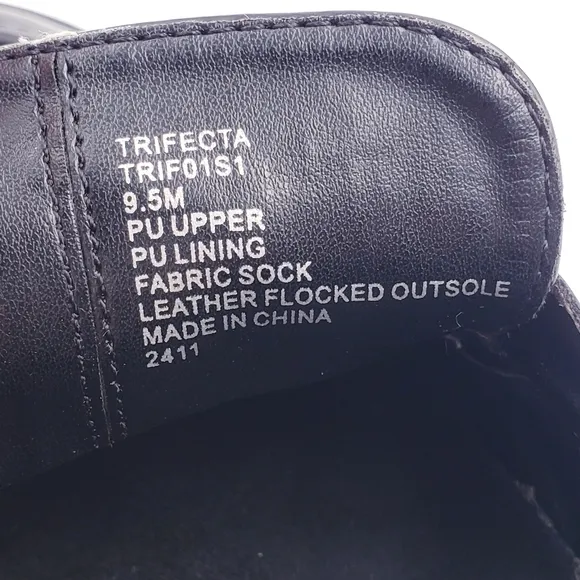 TRIFECTA
TRIF01S1
9.5M
PU UPPER
PU LINING
FABRIC SOCK
LEATHER FLOCKED OUTSOLE
MADE IN CHINA
2411